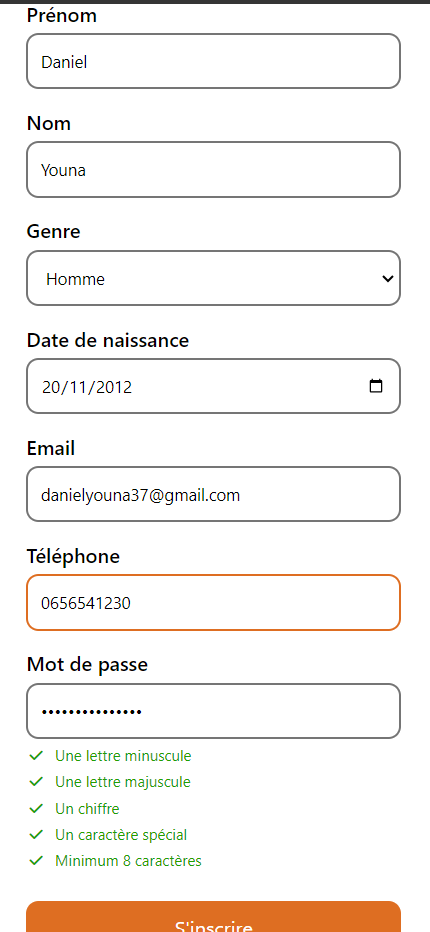 Prénom
Daniel
Nom
Youna
Genre
Homme
Date de naissance
20/11/2012
Email
danielyouna37@gmail.com
Téléphone
0656541230
Mot de passe
•••••••••••••••
Une lettre minuscule
Une lettre majuscule
Un chiffre
Un caractère spécial
Minimum 8 caractères
S'inscrire